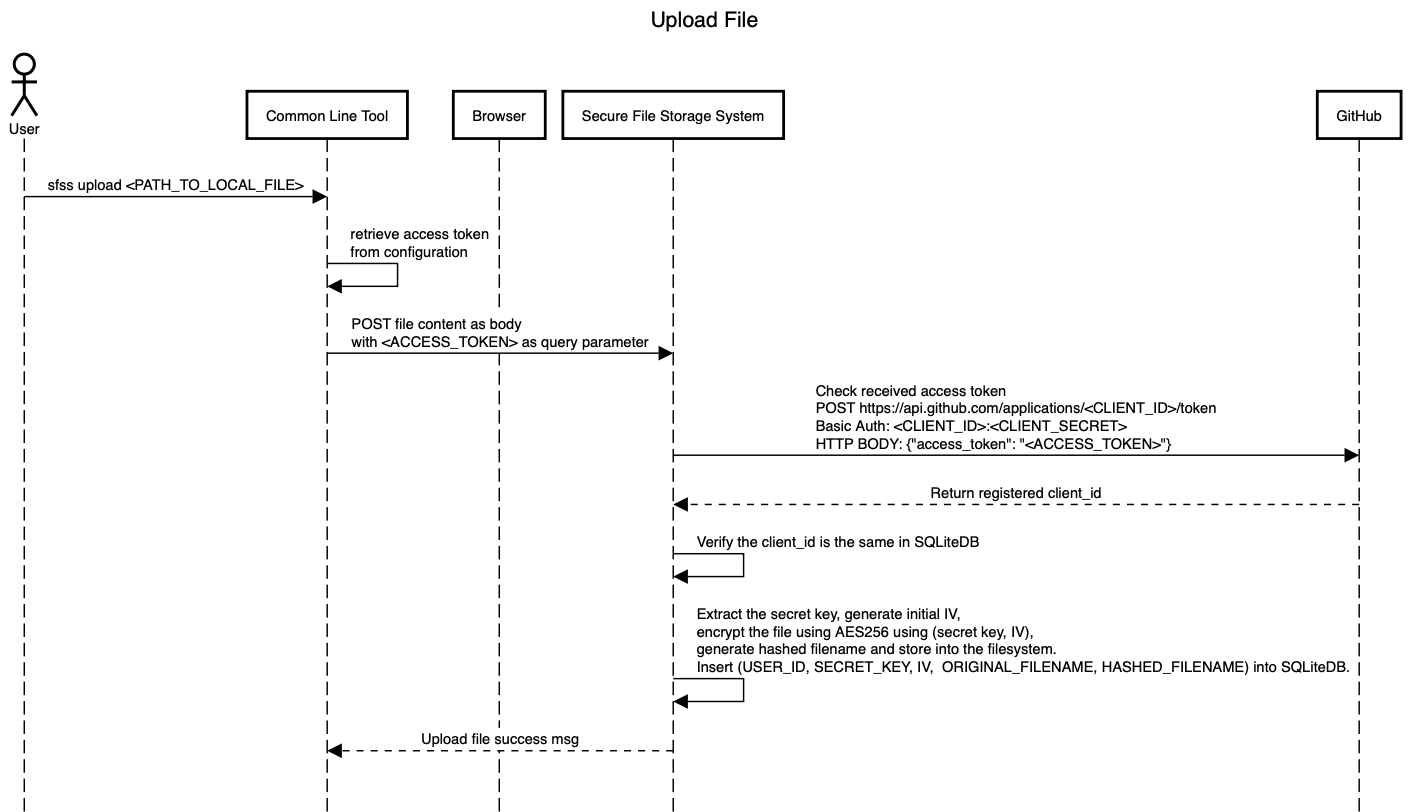 Upload File
User
Common Line Tool
Browser
Secure File Storage System
GitHub
sfss upload <PATH_TO_LOCAL_FILE>
retrieve access token
from configuration
POST file content as body
with <ACCESS_TOKEN> as query parameter
Check received access token
POST https://api.github.com/applications/<CLIENT_ID>/token
Basic Auth: <CLIENT_ID>:<CLIENT_SECRET>
HTTP BODY: {"access_token": "<ACCESS_TOKEN>"}
Return registered client_id
Verify the client_id is the same in SQLiteDB
Extract the secret key, generate initial IV,
encrypt the file using AES256 using (secret key, IV),
generate hashed filename and store into the filesystem.
Insert (USER_ID, SECRET_KEY, IV,  ORIGINAL_FILENAME, HASHED_FILENAME) into SQLiteDB.
Upload file success msg